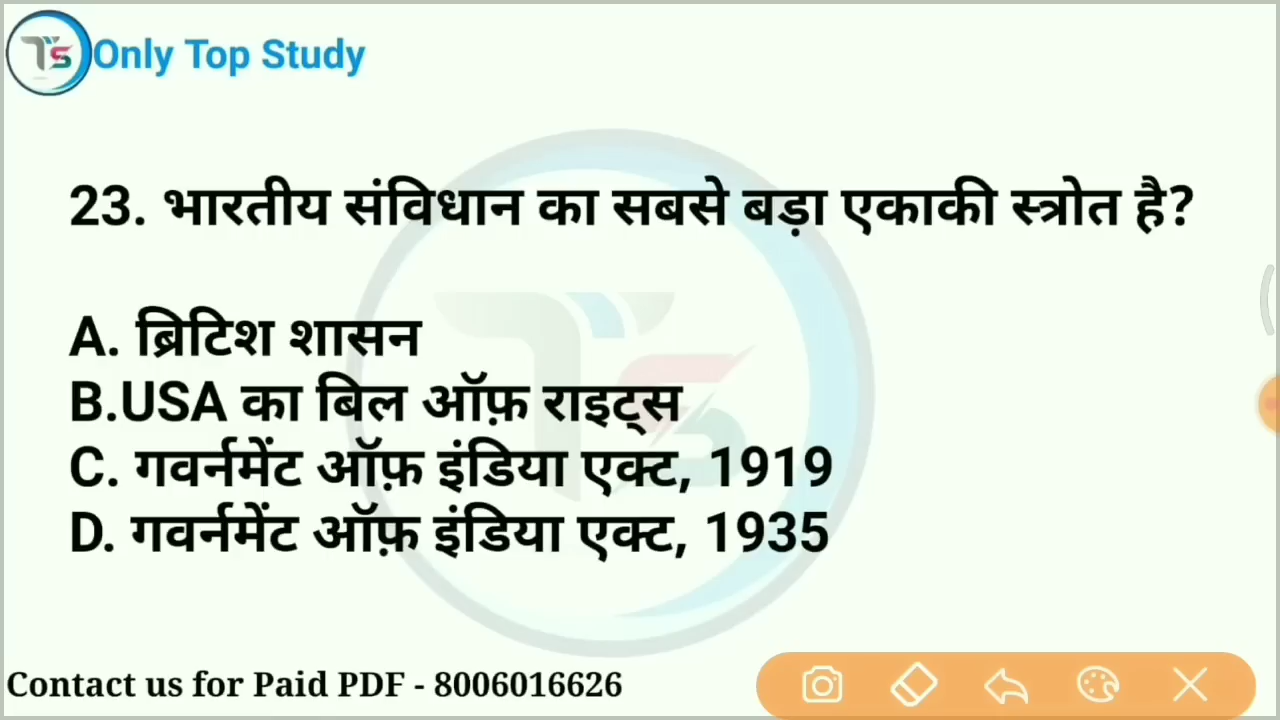 Ts Only Top Study
23. भारतीय संविधान का सबसे बड़ा एकाकी स्त्रोत है?
A. ब्रिटिश शासन
B.USA का बिल ऑफ़ राइट्स
C. गवर्नमेंट ऑफ़ इंडिया एक्ट, 1919
D. गवर्नमेंट ऑफ़ इंडिया एक्ट, 1935
Contact us for Paid PDF - 8006016626